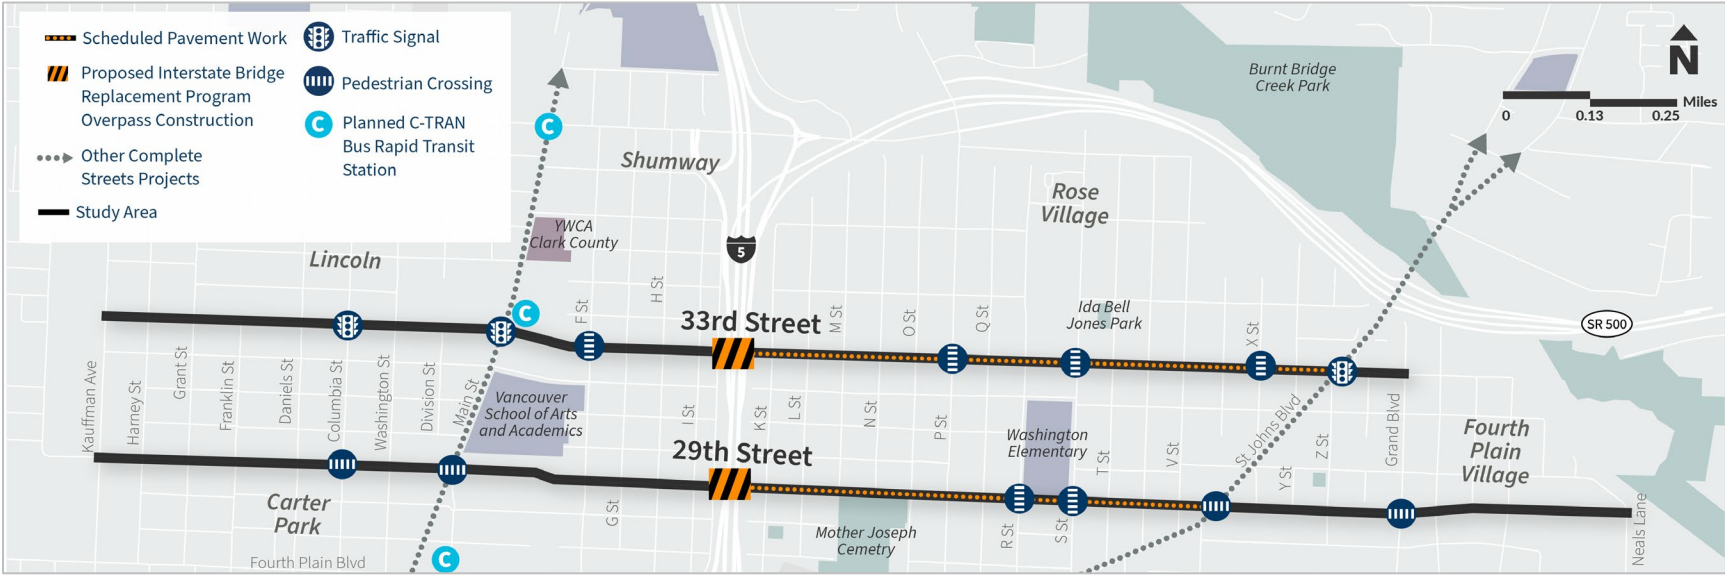 Scheduled Pavement Work
Proposed Interstate Bridge
Replacement Program
Overpass Construction
Other Complete
Streets Projects
Study Area
Traffic Signal
Pedestrian Crossing
C
Planned C-TRAN
Bus Rapid Transit
Station
Burnt Bridge
Creek Park
N
Miles
0
0.13
0.25
C
Shumway
Rose
Village
YWCA
Clark County
5
Lincoln
H St
F St
C
33rd Street
M St
O St
Q St
Ida Bell
Jones Park
X St
SR 500
Kauffman Ave
Harney St
Grant St
Franklin St
Daniels St
Columbia St
Washington St
Division St
Main St
Vancouver
School of Arts
and Academics
I St
K St
L St
N St
P St
Washington
Elementary
T St
V St
St Johns Blvd
Y St
Z St
Grand Blvd
Fourth
Plain
Village
29th Street
Carter
Park
G St
Mother Joseph
Cemetry
R St
S St
Neals Lane
Fourth Plain Blvd
C